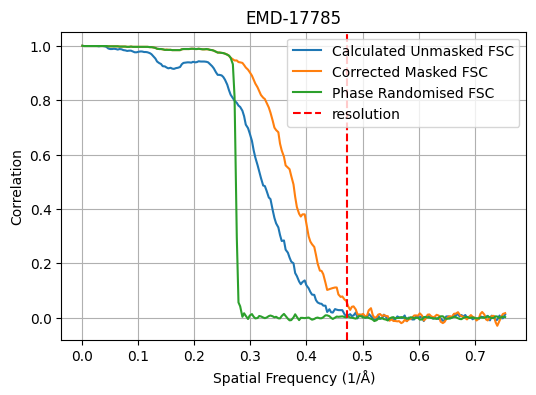 EMD-17785
Calculated Unmasked FSC
Corrected Masked FSC
Phase Randomised FSC
resolution
Correlation
1.0
0.8
0.6
0.4
0.2
0.0
0.0 0.1 0.2 0.3 0.4 0.5 0.6 0.7
Spatial Frequency (1/Å)